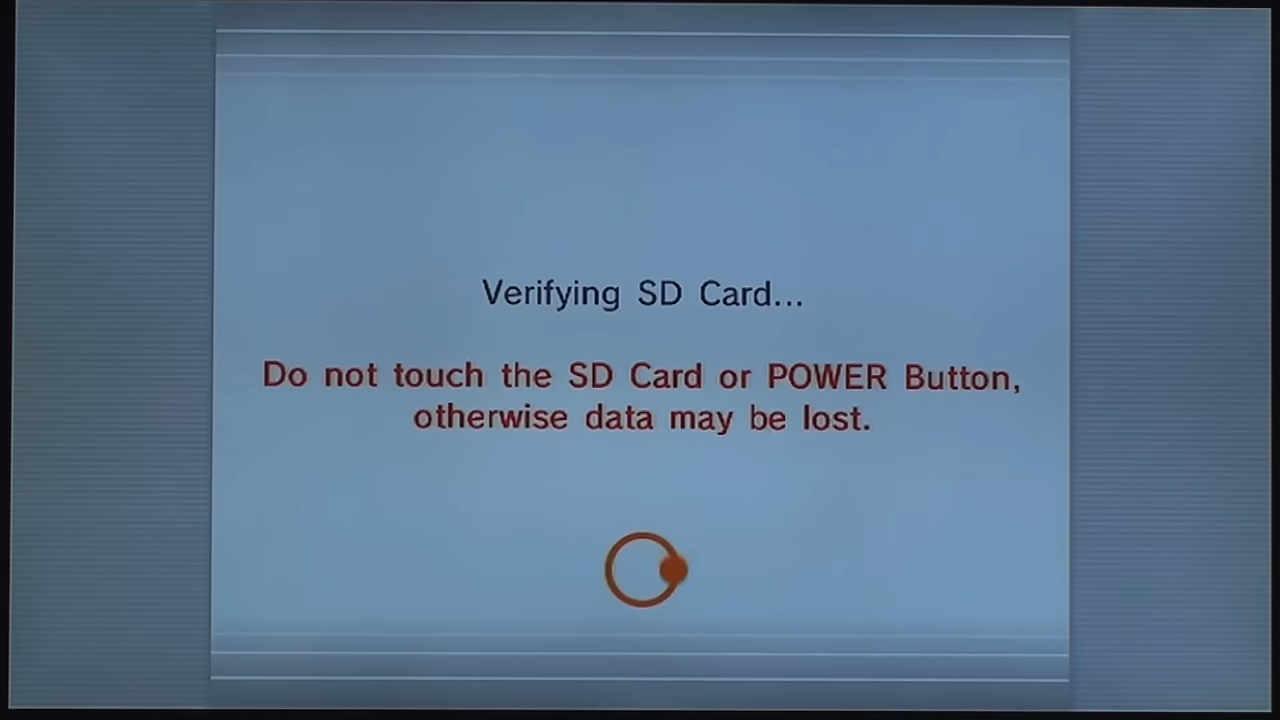 Verifying SD Card...
Do not touch the SD Card or POWER Button,
otherwise data may be lost.